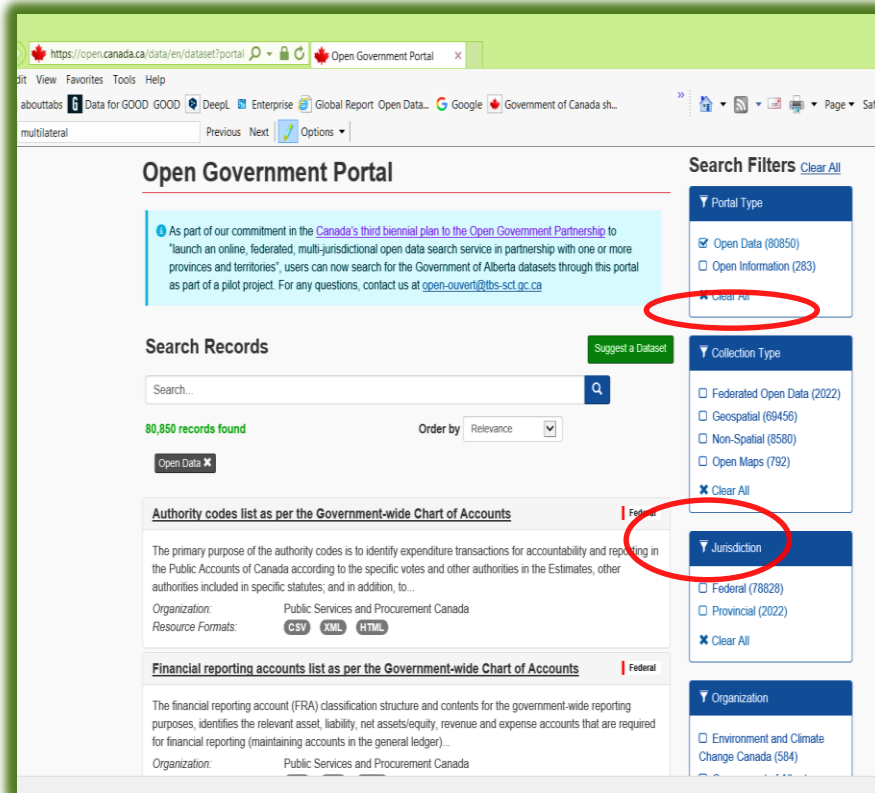 https://open.canada.ca/data/en/dataset?portal
Open Government Portal
dit View Favorites Tools Help
abouttabs Data for GOOD GOOD DeepL Enterprise Global Report Open Data... Google Government of Canada sh... » Page Saf
multilateral Previous Next Options
Open Government Portal
As part of our commitment in the Canada's third biennial plan to the Open Government Partnership to
"launch an online, federated, multi-jurisdictional open data search service in partnership with one or more
provinces and territories", users can now search for the Government of Alberta datasets through this portal
as part of a pilot project. For any questions, contact us at open-ouvert@tbs-sct.gc.ca
Search Records
Suggest a Dataset
Search...
80,850 records found
Order by Relevance
Open Data ✖
Authority codes list as per the Government-wide Chart of Accounts
Federal
The primary purpose of the authority codes is to identify expenditure transactions for accountability and reporting in
the Public Accounts of Canada according to the specific votes and other authorities in the Estimates, other
authorities included in specific statutes; and in addition, to...
Organization: Public Services and Procurement Canada
Resource Formats: CSV XML HTML
Financial reporting accounts list as per the Government-wide Chart of Accounts
Federal
The financial reporting account (FRA) classification structure and contents for the government-wide reporting
purposes, identifies the relevant asset, liability, net assets/equity, revenue and expense accounts that are required
for financial reporting (maintaining accounts in the general ledger)...
Organization: Public Services and Procurement Canada
Search Filters Clear All
Portal Type
Open Data (80850)
Open Information (283)
✖ Clear All
Collection Type
Federated Open Data (2022)
Geospatial (69456)
Non-Spatial (8580)
Open Maps (792)
✖ Clear All
Jurisdiction
Federal (78828)
Provincial (2022)
✖ Clear All
Organization
Environment and Climate
Change Canada (584)